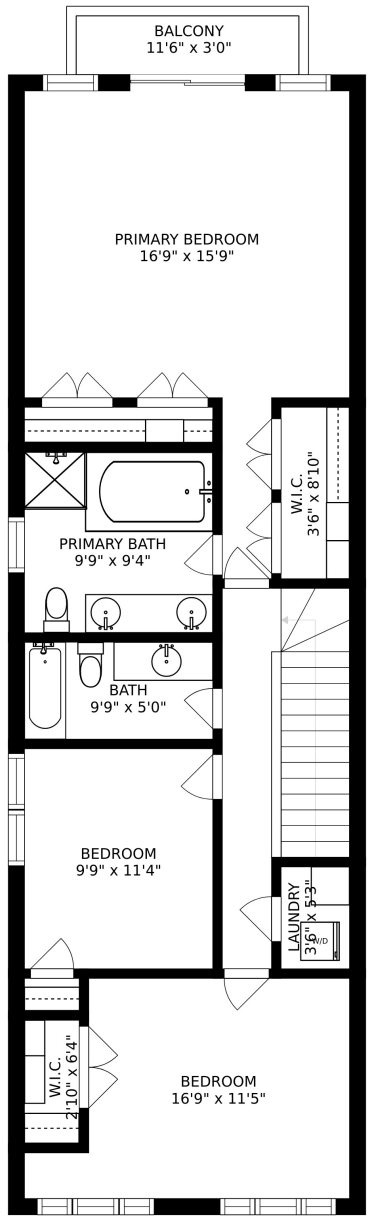 BALCONY
11'6" x 3'0"
PRIMARY BEDROOM
16'9" x 15'9"
W.I.C.
3'6" x 8'10"
PRIMARY BATH
9'9" x 9'4"
BATH
9'9" x 5'0"
BEDROOM
9'9" x 11'4"
LAUNDRY
3'6" x 5'3"
W/D
W.I.C.
2'10" x 6'4"
BEDROOM
16'9" x 11'5"